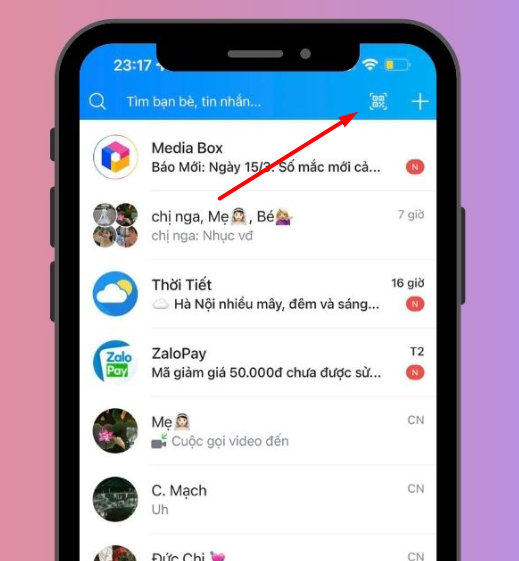 23:17
Tìm bạn bè, tin nhắn...
Media Box
Báo Mới: Ngày 15/3: Số mắc mới cả...
N
chị nga, Mẹ👰🏻, Bé💁🏼‍♀️
7 giờ
chị nga: Nhục vđ
Thời Tiết
16 giờ
☁️ Hà Nội nhiều mây, đêm và sáng...
N
Zalo
Pay
ZaloPay
T2
Mã giảm giá 50.000đ chưa được sử...
N
Mẹ👰🏻
CN
Cuộc gọi video đến
C. Mạch
CN
Uh
Đức Chi 💘
CN